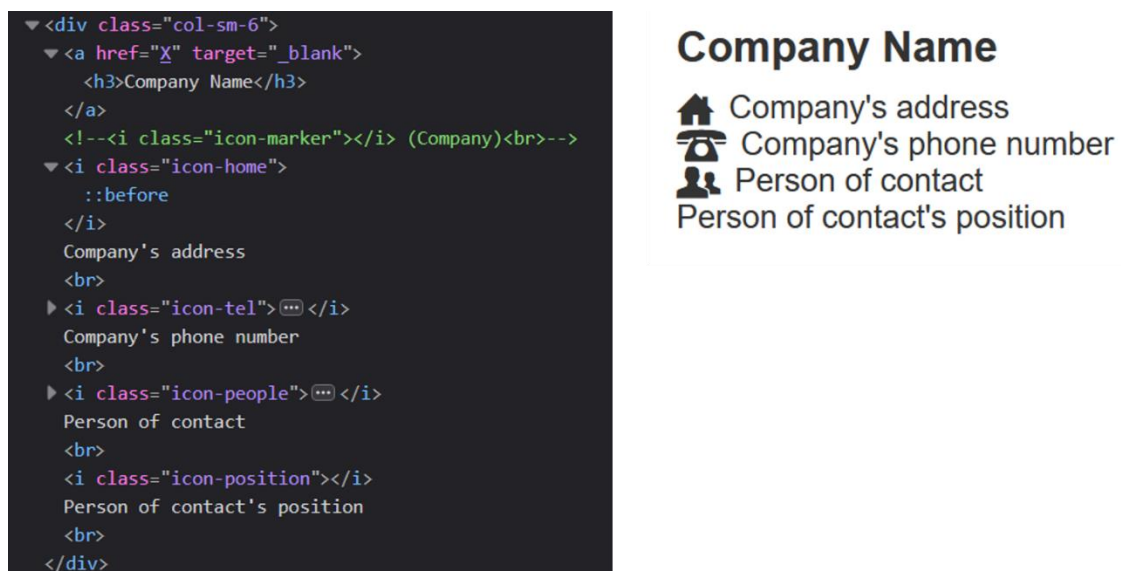 <div class="col-sm-6">
<a href="X" target="_blank">
<h3>Company Name</h3>
</a>
<!--<i class="icon-marker"></i> (Company)<br>-->
<i class="icon-home">
::before
</i>
Company's address
<br>
<i class="icon-tel">⋯</i>
Company's phone number
<br>
<i class="icon-people">⋯</i>
Person of contact
<br>
<i class="icon-position"></i>
Person of contact's position
<br>
</div>
Company Name
Company's address
Company's phone number
Person of contact
Person of contact's position